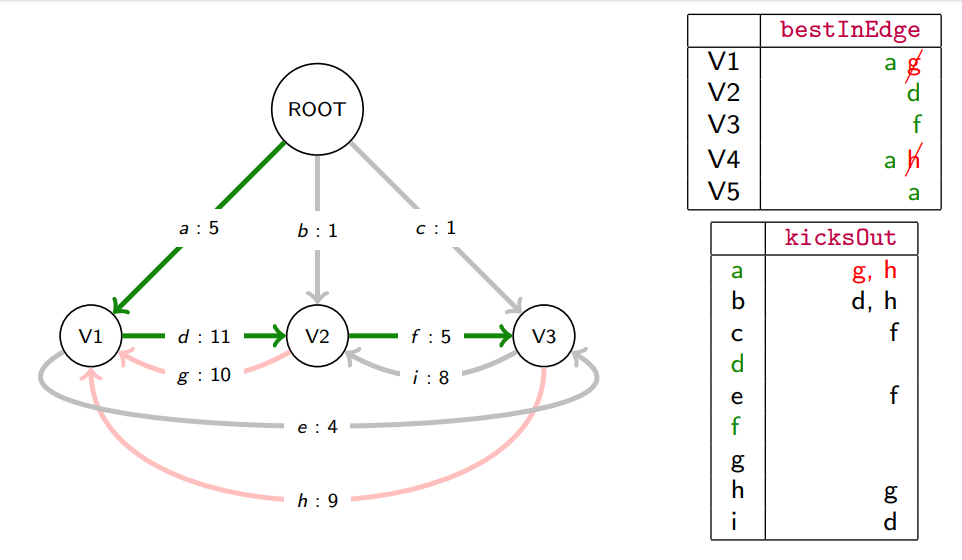 ROOT
a : 5
b : 1
c : 1
V1
d : 11
V2
f : 5
V3
g : 10
i : 8
e : 4
h : 9
bestInEdge
V1 a g
V2 d
V3 f
V4 a h
V5 a
kicksOut
a g, h
b d, h
c f
d
e f
f
g
h g
i d